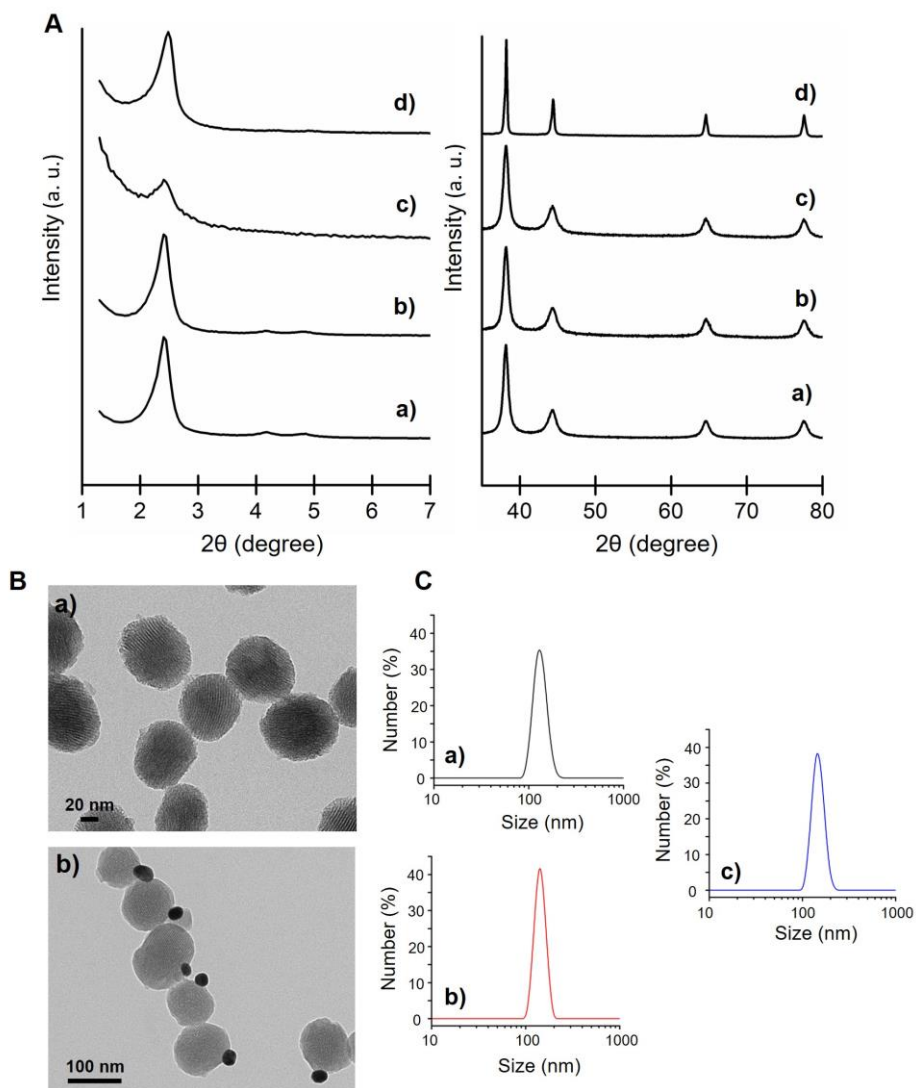 A
Intensity (a. u.)
d)
c)
b)
a)
1 2 3 4 5 6 7
2θ (degree)
Intensity (a. u.)
d)
c)
b)
a)
40 50 60 70 80
2θ (degree)
B
a)
20 nm
b)
100 nm
C
Number (%)
40
30
20
10
0
a)
10 100 1000
Size (nm)
Number (%)
40
30
20
10
0
b)
10 100 1000
Size (nm)
Number (%)
40
30
20
10
0
c)
10 100 1000
Size (nm)